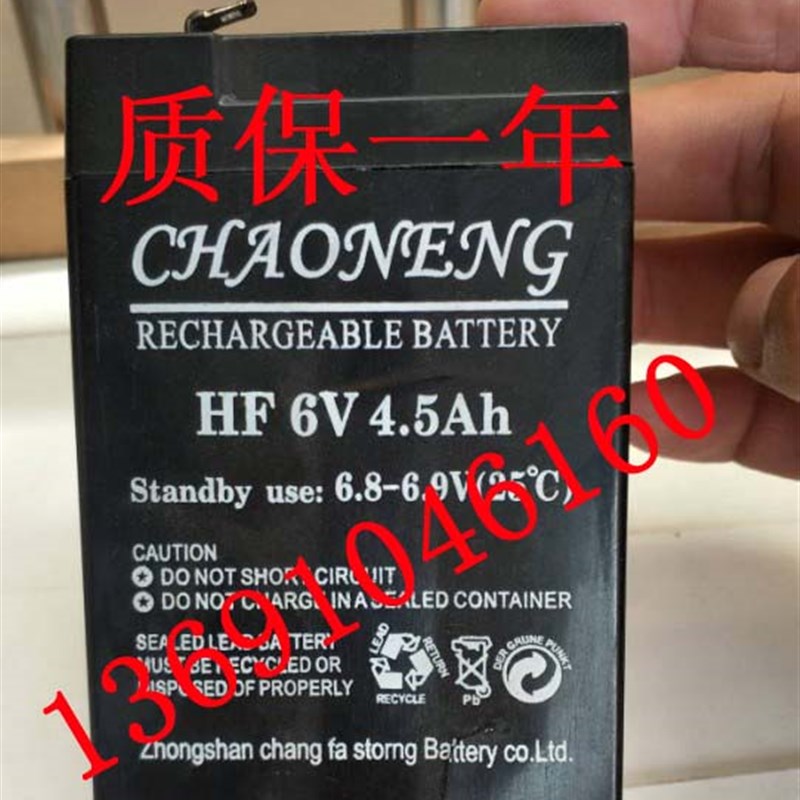 质保一年
CHAONENG
RECHARGEABLE BATTERY
HF 6V 4.5Ah
Standby use: 6.8-6.9V(25℃)
CAUTION
DO NOT SHORT CIRCUIT
DO NOT CHARGE IN A SEALED CONTAINER
SEALED LEAD BATTERY
MUST BE RECYCLED OR
DISPOSED OF PROPERLY
LEAD
RETURN
RECYCLE
Pb
DER GRUNE PUNKT
13691046160
Zhongshan chang fa storng Battery co.Ltd.